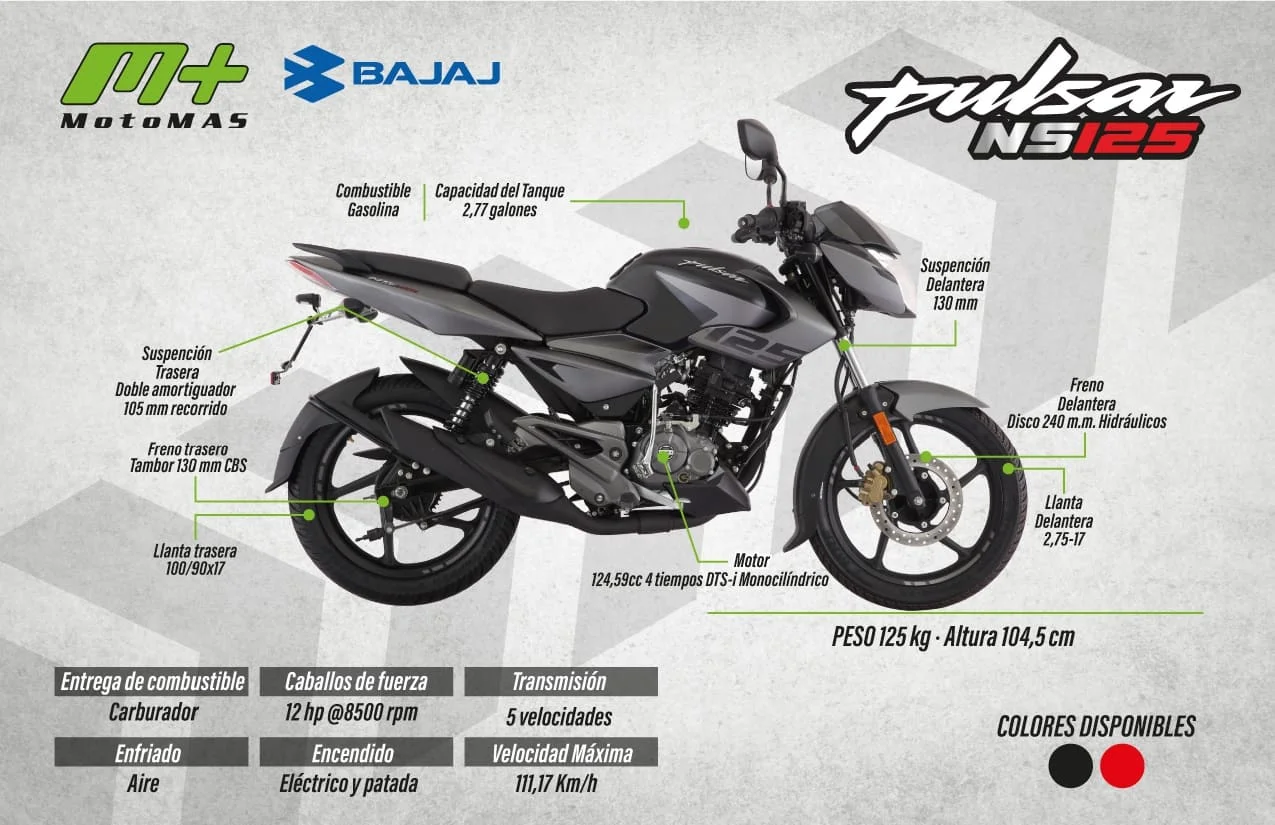 M+
MotoMAS
BAJAJ
pulsar
NS125
Combustible
Gasolina
Capacidad del Tanque
2,77 galones
pulsar
125
Suspención
Delantera
130 mm
Suspención
Trasera
Doble amortiguador
105 mm recorrido
Freno
Delantera
Disco 240 m.m. Hidráulicos
Freno trasero
Tambor 130 mm CBS
Llanta
Delantera
2,75-17
Llanta trasera
100/90x17
Motor
124,59cc 4 tiempos DTS-i Monocilíndrico
PESO 125 kg · Altura 104,5 cm
Entrega de combustible
Carburador
Caballos de fuerza
12 hp @8500 rpm
Transmisión
5 velocidades
Enfriado
Aire
Encendido
Eléctrico y patada
Velocidad Máxima
111,17 Km/h
COLORES DISPONIBLES